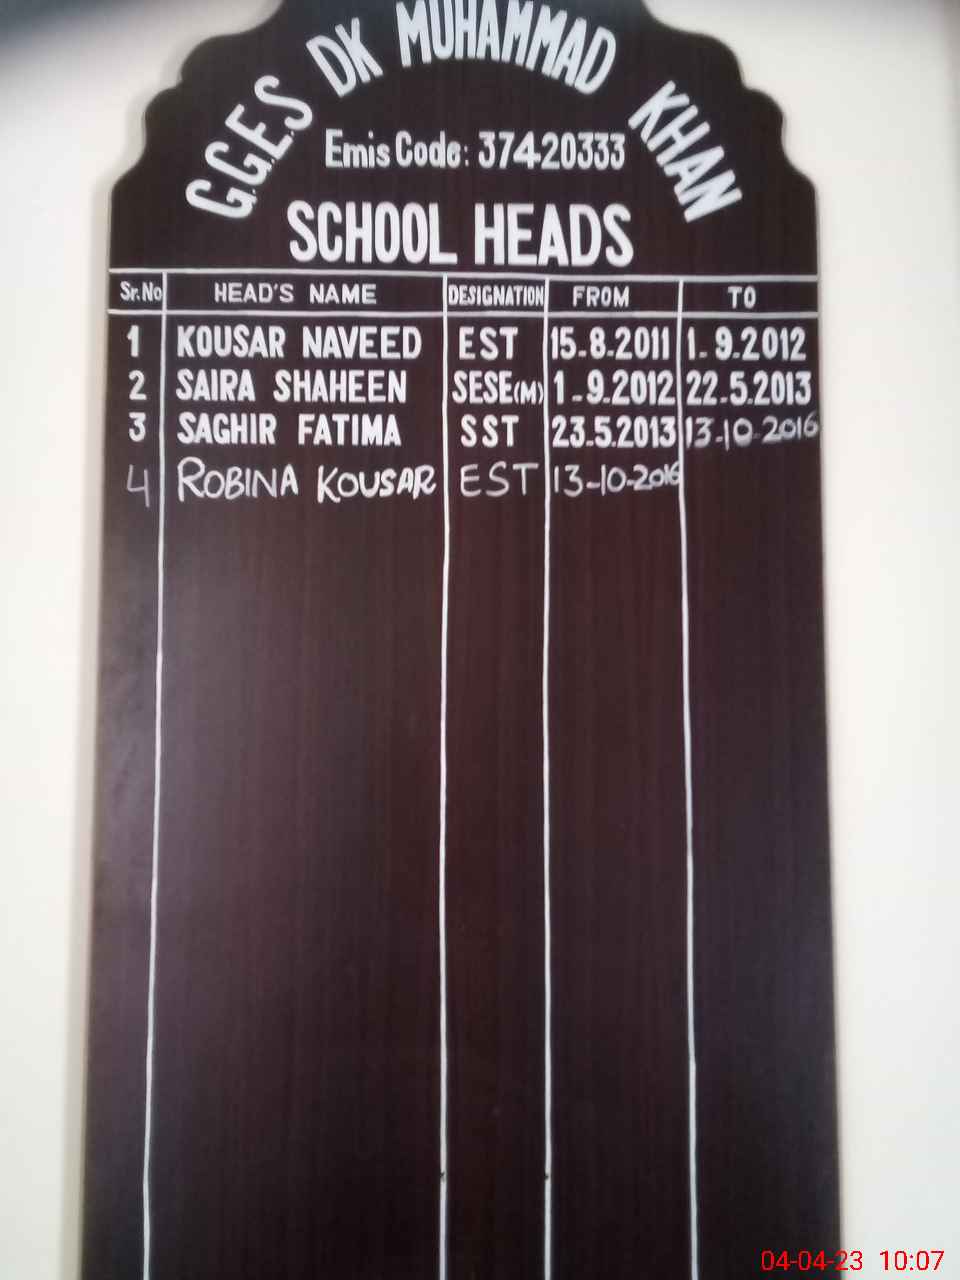 G.G.E.S DK MUHAMMAD KHAN
Emis Code: 37420333
SCHOOL HEADS
Sr.No HEAD'S NAME DESIGNATION FROM TO
1 KOUSAR NAVEED EST 15.8.2011 1.9.2012
2 SAIRA SHAHEEN SESE(M) 1.9.2012 22.5.2013
3 SAGHIR FATIMA SST 23.5.2013 13-10-2016
4 ROBINA KOUSAR EST 13-10-2016
04-04-23 10:07